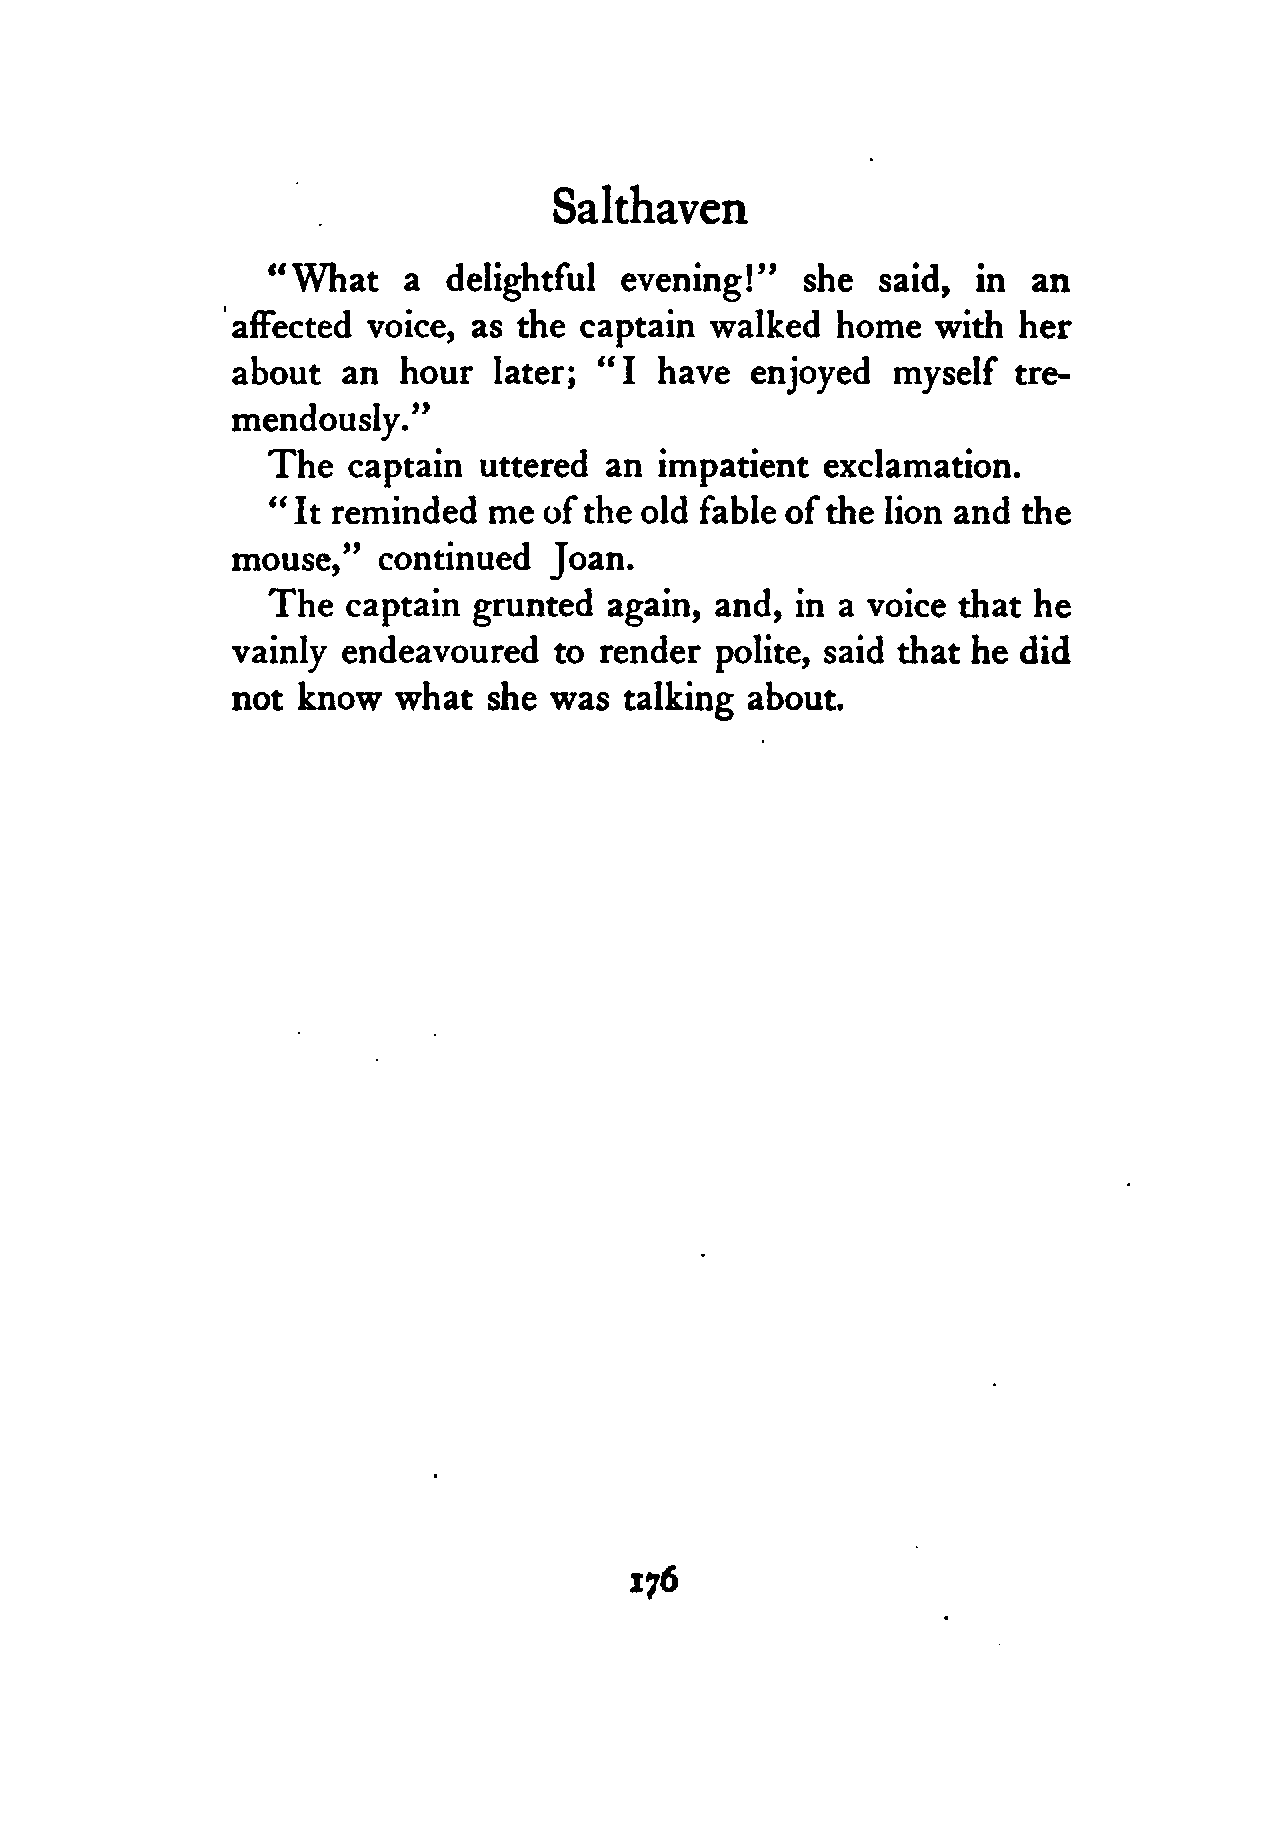 Salthaven
“What a delightful evening!” she said, in an
affected voice, as the captain walked home with her
about an hour later; “I have enjoyed myself tre-
mendously.”
The captain uttered an impatient exclamation.
“It reminded me of the old fable of the lion and the
mouse,” continued Joan.
The captain grunted again, and, in a voice that he
vainly endeavoured to render polite, said that he did
not know what she was talking about.
176